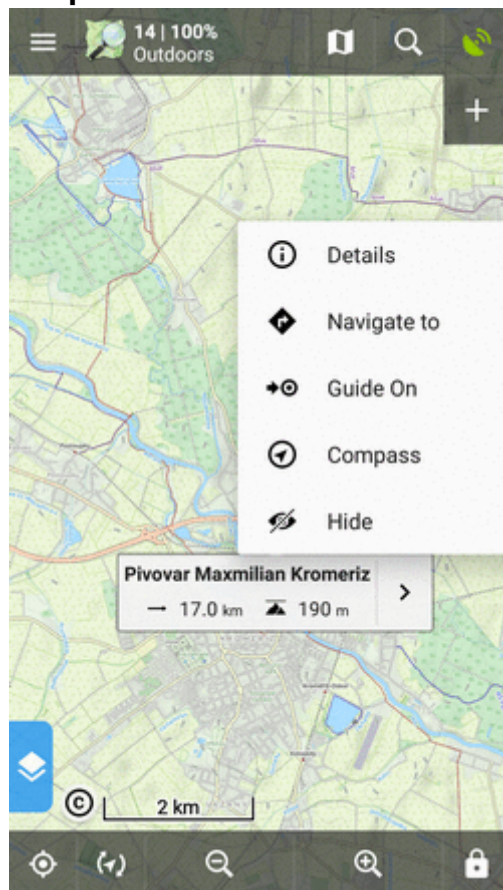 14 | 100%
Outdoors
Details
Navigate to
Guide On
Compass
Hide
Pivovar Maxmilian Kromeriz
17.0 km 190 m
©
2 km